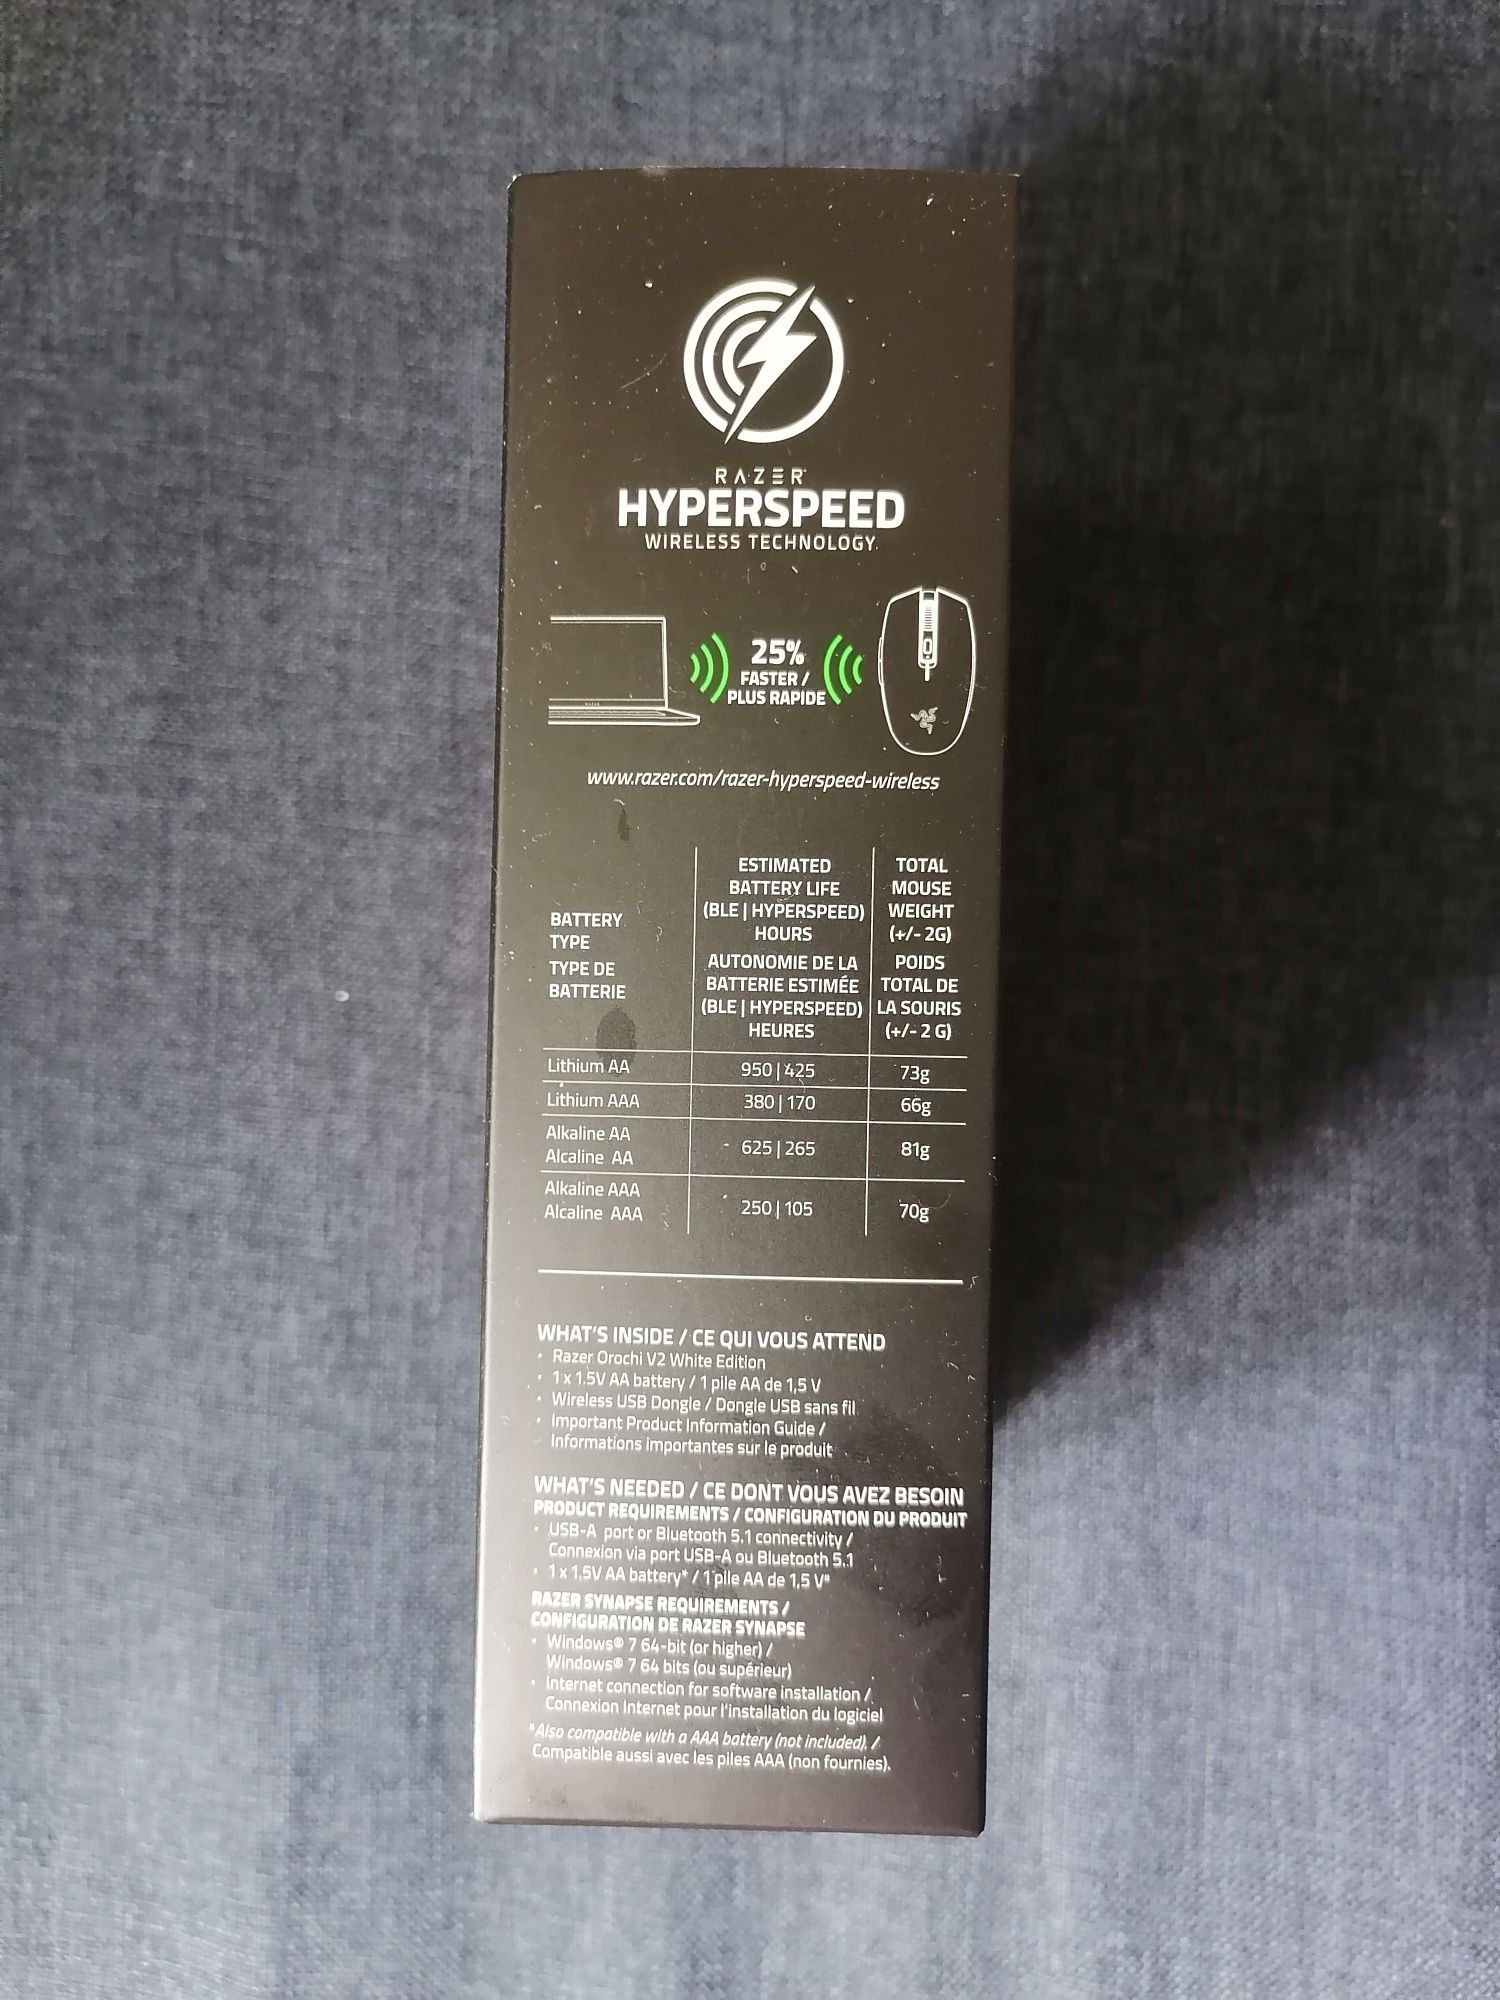 RAZER
HYPERSPEED
WIRELESS TECHNOLOGY
25%
FASTER /
PLUS RAPIDE
www.razer.com/razer-hyperspeed-wireless
BATTERY
TYPE
TYPE DE
BATTERIE
ESTIMATED
BATTERY LIFE
(BLE | HYPERSPEED)
HOURS
AUTONOMIE DE LA
BATTERIE ESTIMÉE
(BLE | HYPERSPEED)
HEURES
TOTAL
MOUSE
WEIGHT
(+/- 2G)
POIDS
TOTAL DE
LA SOURIS
(+/- 2 G)
Lithium AA 950 | 425 73g
Lithium AAA 380 | 170 66g
Alkaline AA
Alcaline AA 625 | 265 81g
Alkaline AAA
Alcaline AAA 250 | 105 70g
WHAT'S INSIDE / CE QUI VOUS ATTEND
• Razer Orochi V2 White Edition
• 1 x 1.5V AA battery / 1 pile AA de 1,5 V
• Wireless USB Dongle / Dongle USB sans fil
• Important Product Information Guide /
Informations importantes sur le produit
WHAT'S NEEDED / CE DONT VOUS AVEZ BESOIN
PRODUCT REQUIREMENTS / CONFIGURATION DU PRODUIT
• USB-A port or Bluetooth 5.1 connectivity /
Connexion via port USB-A ou Bluetooth 5.1
• 1 x 1.5V AA battery* / 1 pile AA de 1,5 V*
RAZER SYNAPSE REQUIREMENTS /
CONFIGURATION DE RAZER SYNAPSE
• Windows® 7 64-bit (or higher) /
Windows® 7 64 bits (ou supérieur)
• Internet connection for software installation /
Connexion Internet pour l'installation du logiciel
*Also compatible with a AAA battery (not included). /
Compatible aussi avec les piles AAA (non fournies).